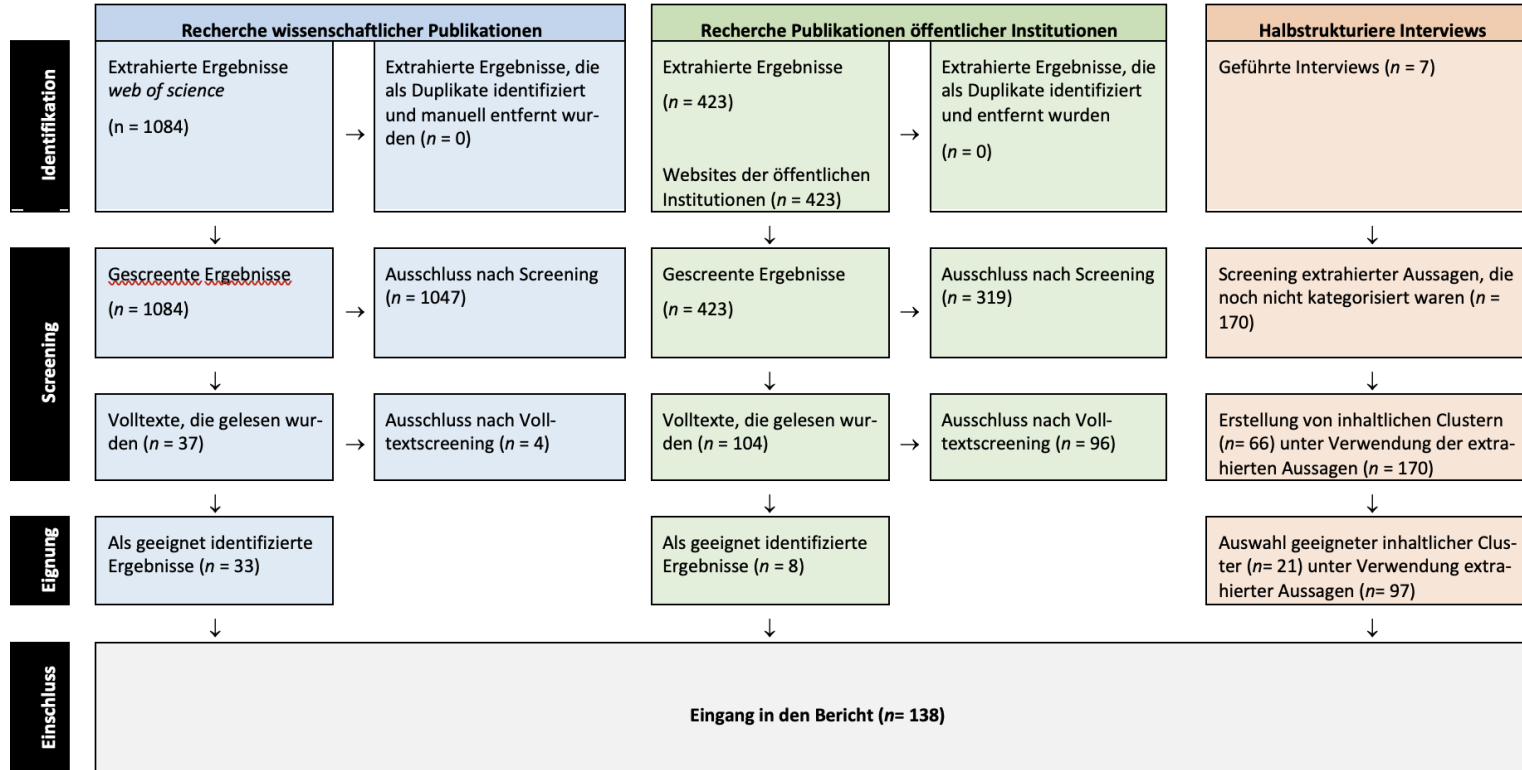 Recherche wissenschaftlicher Publikationen
Recherche Publikationen öffentlicher Institutionen
Halbstrukturiere Interviews
Identifikation
Extrahierte Ergebnisse
web of science
(n = 1084)
→
Extrahierte Ergebnisse, die
als Duplikate identifiziert
und manuell entfernt wur-
den (n = 0)
Extrahierte Ergebnisse
(n = 423)
Websites der öffentlichen
Institutionen (n = 423)
→
Extrahierte Ergebnisse, die
als Duplikate identifiziert
und entfernt wurden
(n = 0)
Geführte Interviews (n = 7)
↓
↓
↓
Screening
Gescreente Ergebnisse
(n = 1084)
→
Ausschluss nach Screening
(n = 1047)
Gescreente Ergebnisse
(n = 423)
→
Ausschluss nach Screening
(n = 319)
Screening extrahierter Aussagen, die
noch nicht kategorisiert waren (n =
170)
↓
↓
↓
Volltexte, die gelesen wur-
den (n = 37)
→
Ausschluss nach Voll-
textscreening (n = 4)
Volltexte, die gelesen wur-
den (n = 104)
→
Ausschluss nach Voll-
textscreening (n = 96)
Erstellung von inhaltlichen Clustern
(n= 66) unter Verwendung der extra-
hierten Aussagen (n = 170)
↓
↓
↓
Eignung
Als geeignet identifizierte
Ergebnisse (n = 33)
Als geeignet identifizierte
Ergebnisse (n = 8)
Auswahl geeigneter inhaltlicher Clus-
ter (n= 21) unter Verwendung extra-
hierter Aussagen (n= 97)
↓
↓
↓
Einschluss
Eingang in den Bericht (n= 138)